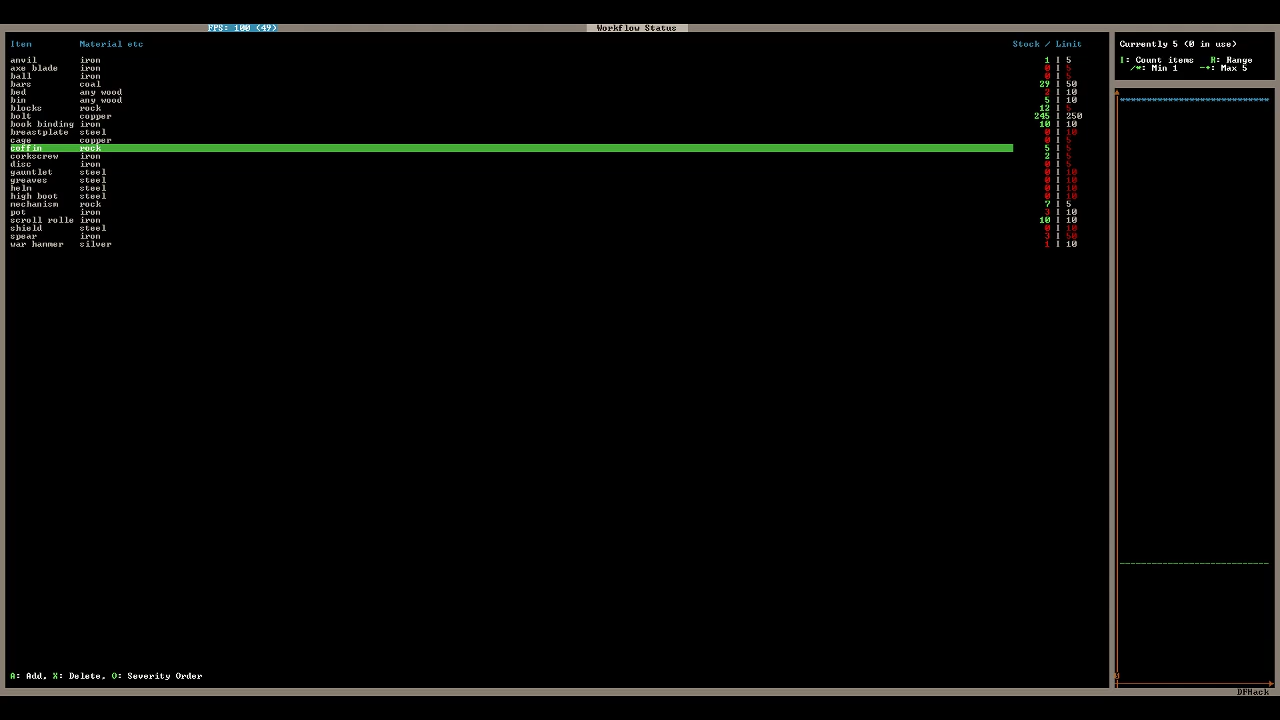 FPS: 100 (49)
Workflow Status
Item Material etc Stock / Limit
anvil iron 1 I 5
axe blade iron 0 I 5
ball iron 0 I 5
bars coal 29 I 50
bed any wood 2 I 10
bin any wood 5 I 10
blocks rock 12 I 5
bolt copper 245 I 250
book binding iron 10 I 10
breastplate steel 0 I 10
cage copper 0 I 5
coffin rock 5 I 5
corkscrew iron 2 I 5
disc iron 0 I 5
gauntlet steel 0 I 10
greaves steel 0 I 10
helm steel 0 I 10
high boot steel 0 I 10
mechanism rock 7 I 5
pot iron 3 I 10
scroll rolle iron 10 I 10
shield steel 0 I 10
spear iron 3 I 50
war hammer silver 1 I 10
A: Add, X: Delete, O: Severity Order
Currently 5 (0 in use)
I: Count items R: Range
/*: Min 1 -+: Max 5
0
DFHack